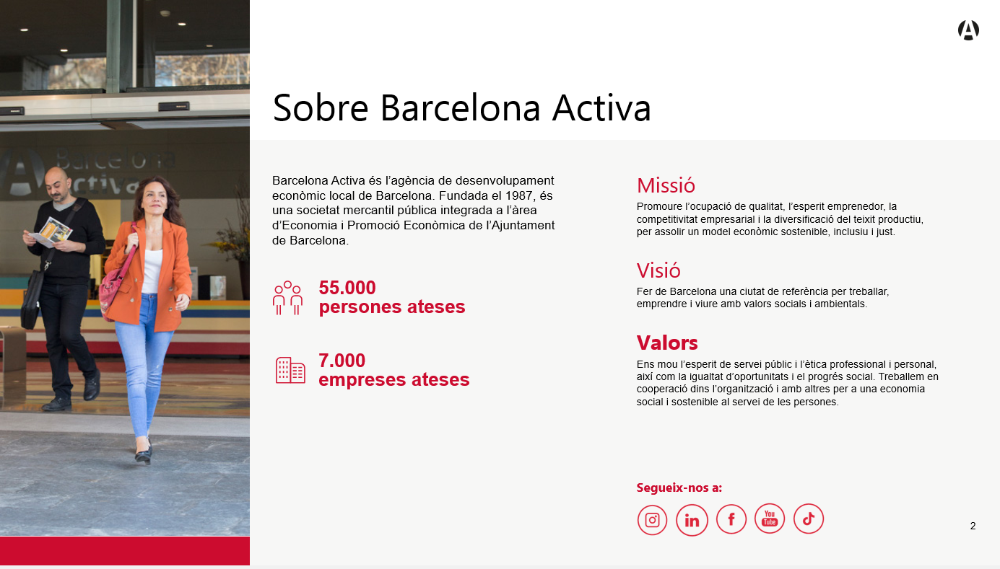 Sobre Barcelona Activa
Barcelona Activa
Barcelona Activa és l’agència de desenvolupament
econòmic local de Barcelona. Fundada el 1987, és
una societat mercantil pública integrada a l’àrea
d’Economia i Promoció Econòmica de l’Ajuntament
de Barcelona.
55.000
persones ateses
7.000
empreses ateses
Missió
Promoure l’ocupació de qualitat, l’esperit emprenedor, la
competitivitat empresarial i la diversificació del teixit productiu,
per assolir un model econòmic sostenible, inclusiu i just.
Visió
Fer de Barcelona una ciutat de referència per treballar,
emprendre i viure amb valors socials i ambientals.
Valors
Ens mou l’esperit de servei públic i l’ètica professional i personal,
així com la igualtat d’oportunitats i el progrés social. Treballem en
cooperació dins l’organització i amb altres per a una economia
social i sostenible al servei de les persones.
Segueix-nos a:
in
f
You
Tube
2